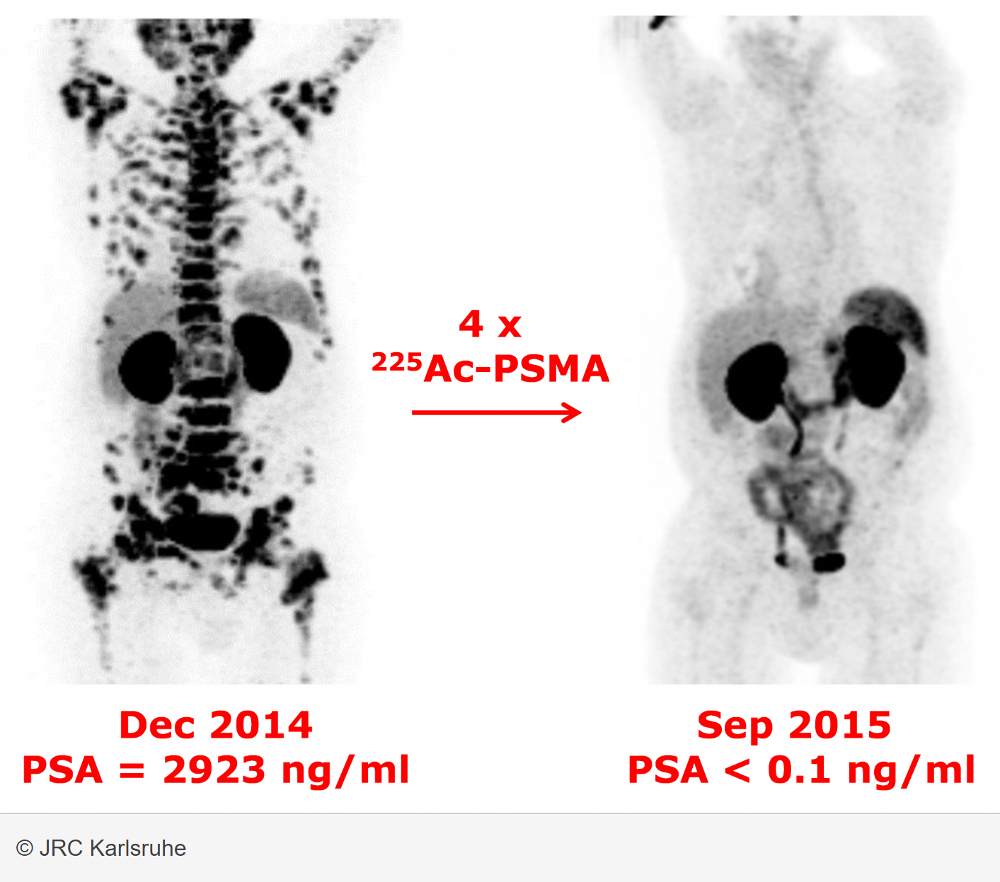 4 x
²²⁵Ac-PSMA
Dec 2014
PSA = 2923 ng/ml
Sep 2015
PSA < 0.1 ng/ml
© JRC Karlsruhe